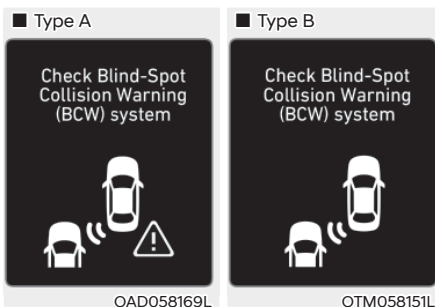 ■ Type A
Check Blind-Spot
Collision Warning
(BCW) system
OAD058169L
■ Type B
Check Blind-Spot
Collision Warning
(BCW) system
OTM058151L